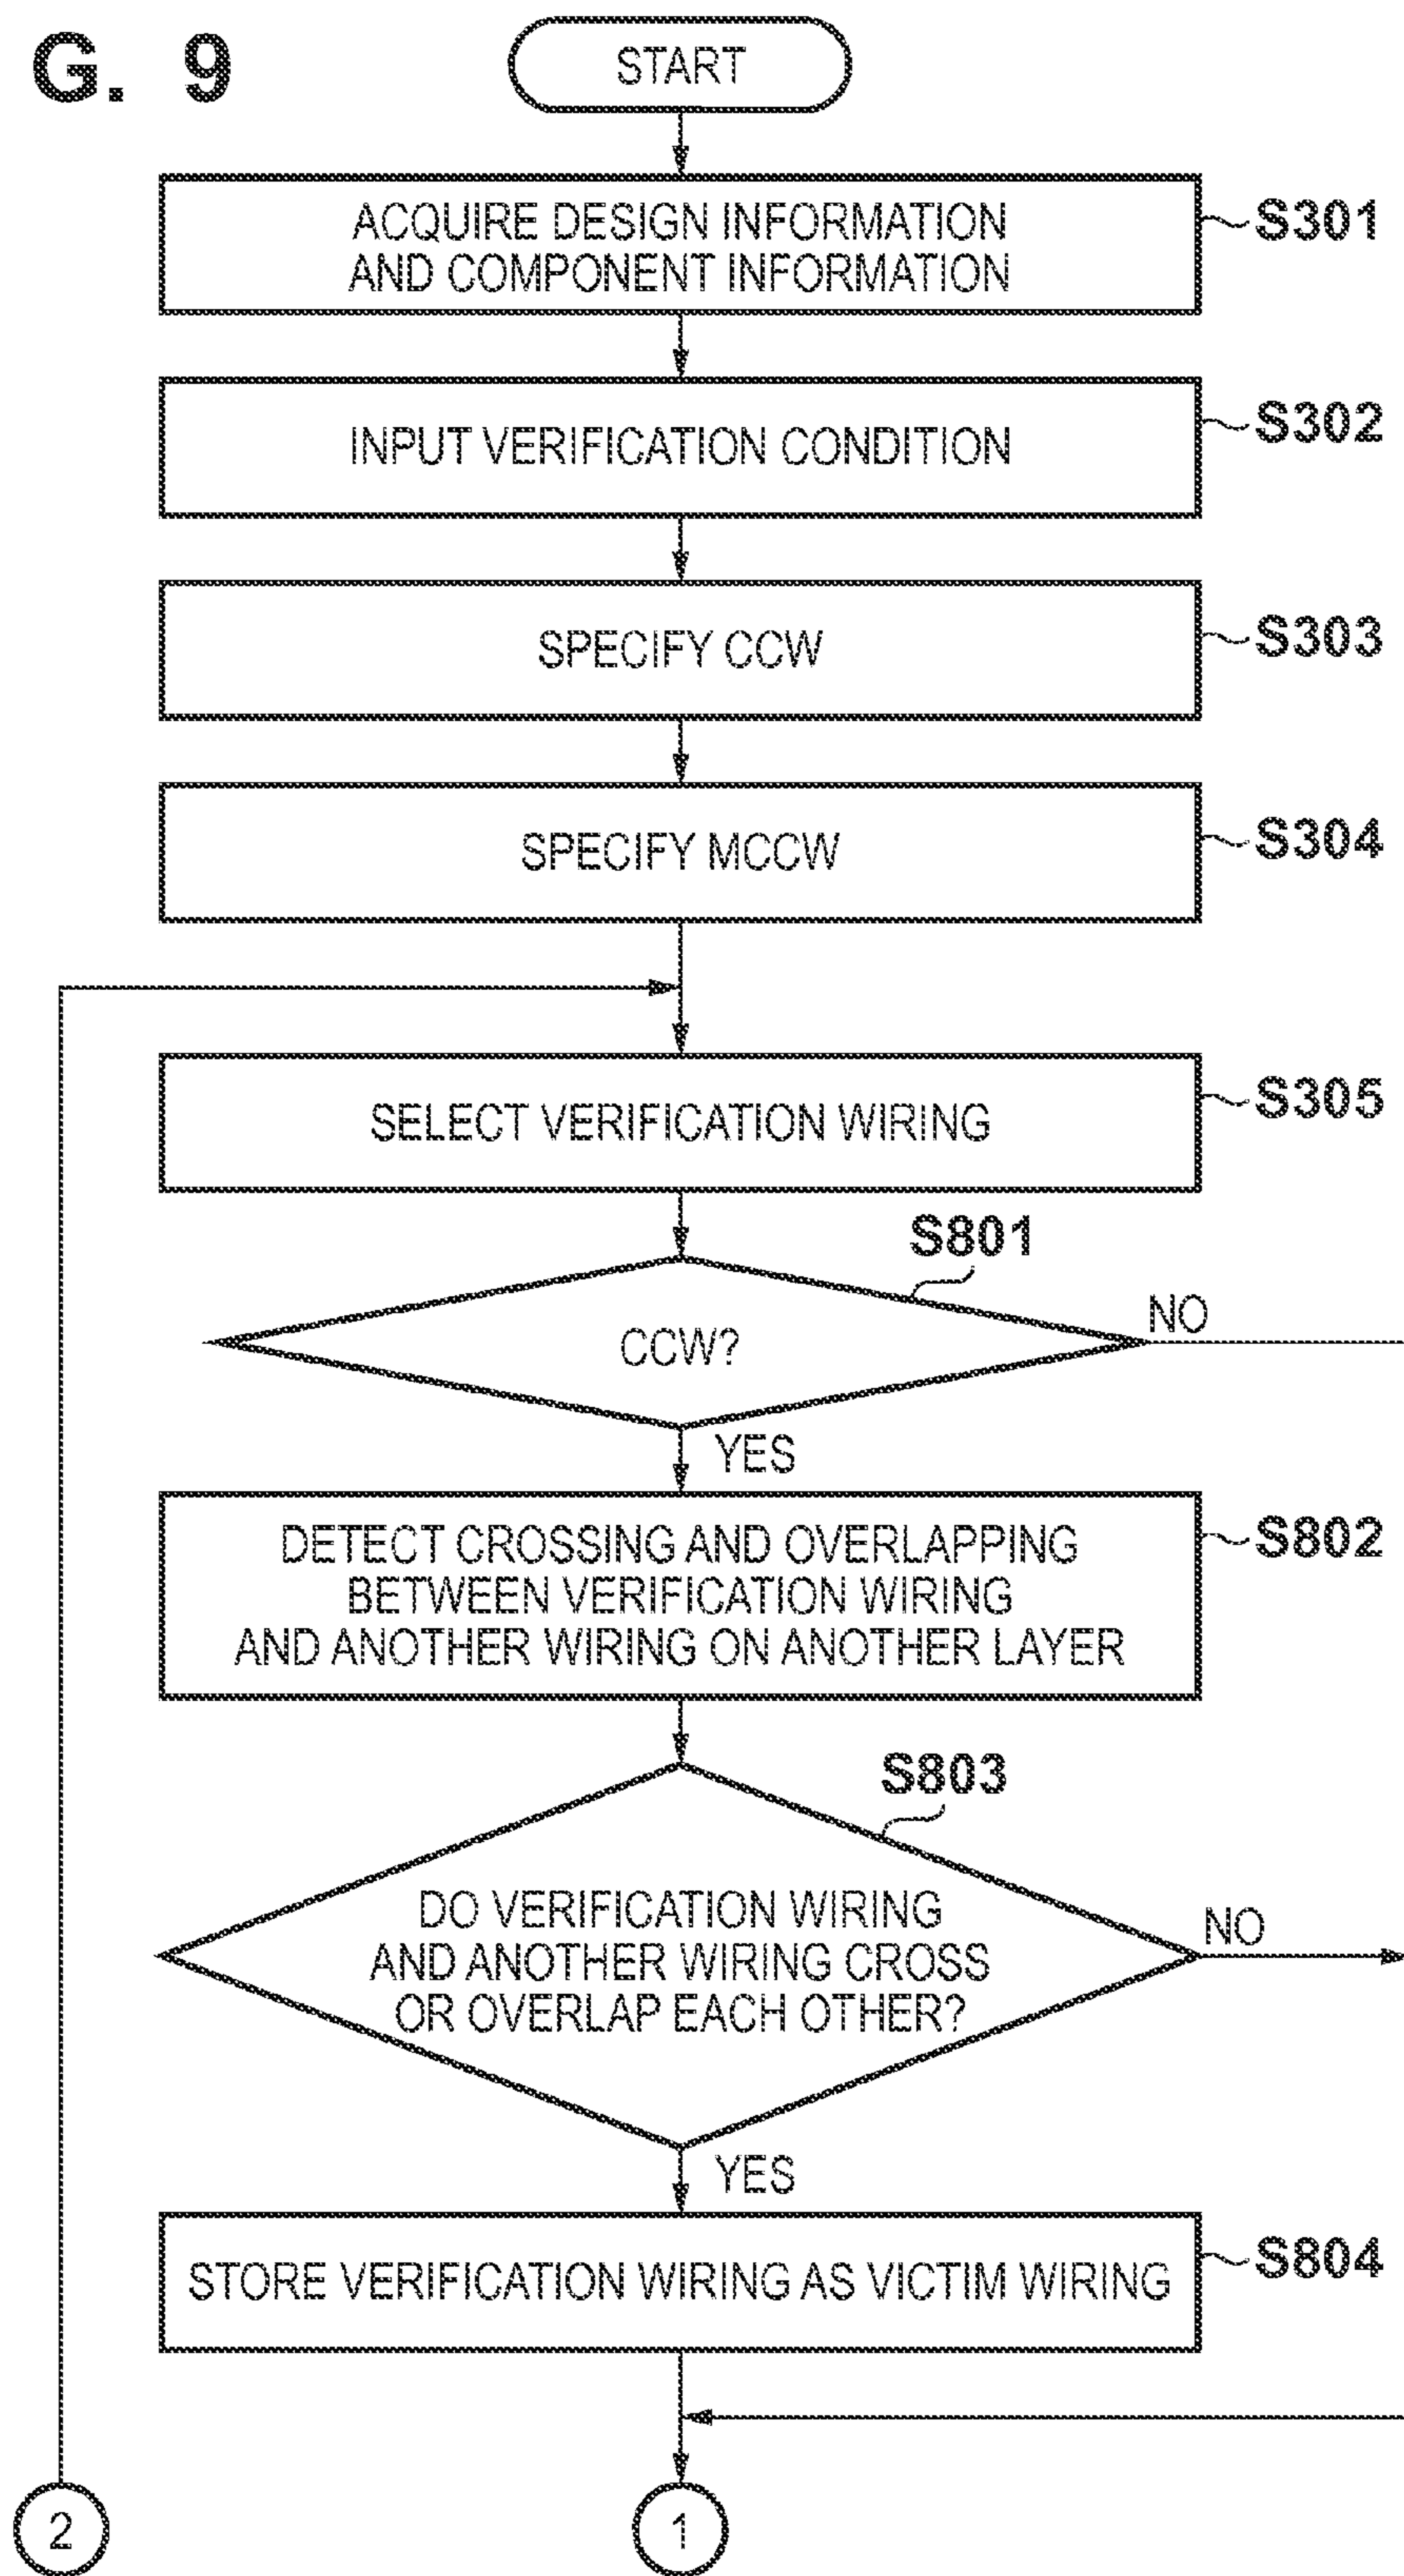 G. 9
START
ACQUIRE DESIGN INFORMATION
AND COMPONENT INFORMATION
S301
INPUT VERIFICATION CONDITION
S302
SPECIFY CCW
S303
SPECIFY MCCW
S304
SELECT VERIFICATION WIRING
S305
S801
CCW?
NO
YES
DETECT CROSSING AND OVERLAPPING
BETWEEN VERIFICATION WIRING
AND ANOTHER WIRING ON ANOTHER LAYER
S802
S803
DO VERIFICATION WIRING
AND ANOTHER WIRING CROSS
OR OVERLAP EACH OTHER?
NO
YES
STORE VERIFICATION WIRING AS VICTIM WIRING
S804
2
1